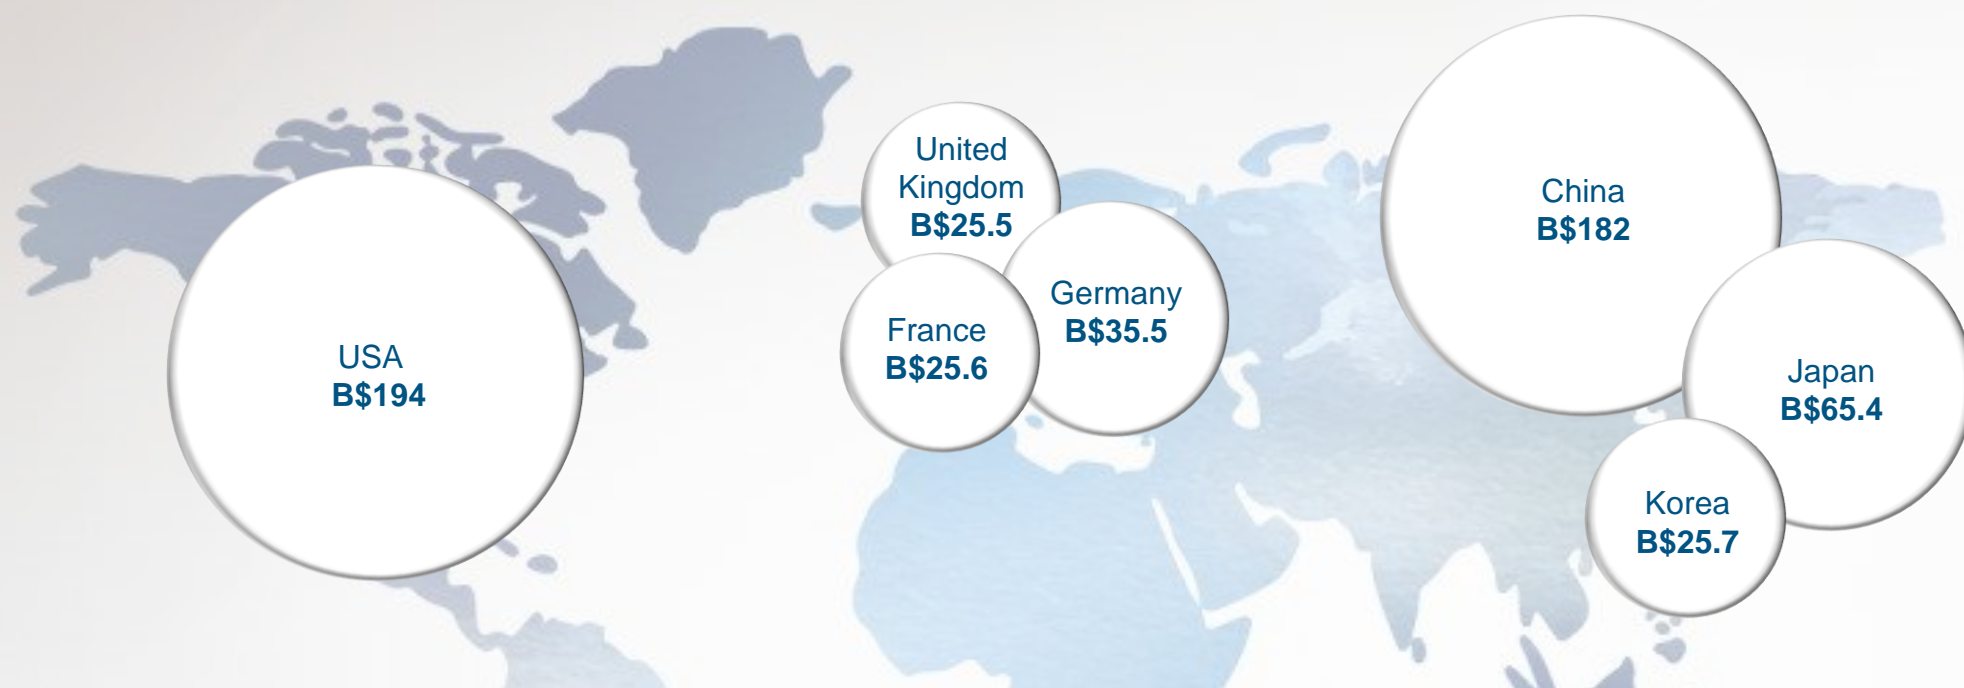 USA
B$194
United
Kingdom
B$25.5
France
B$25.6
Germany
B$35.5
China
B$182
Japan
B$65.4
Korea
B$25.7